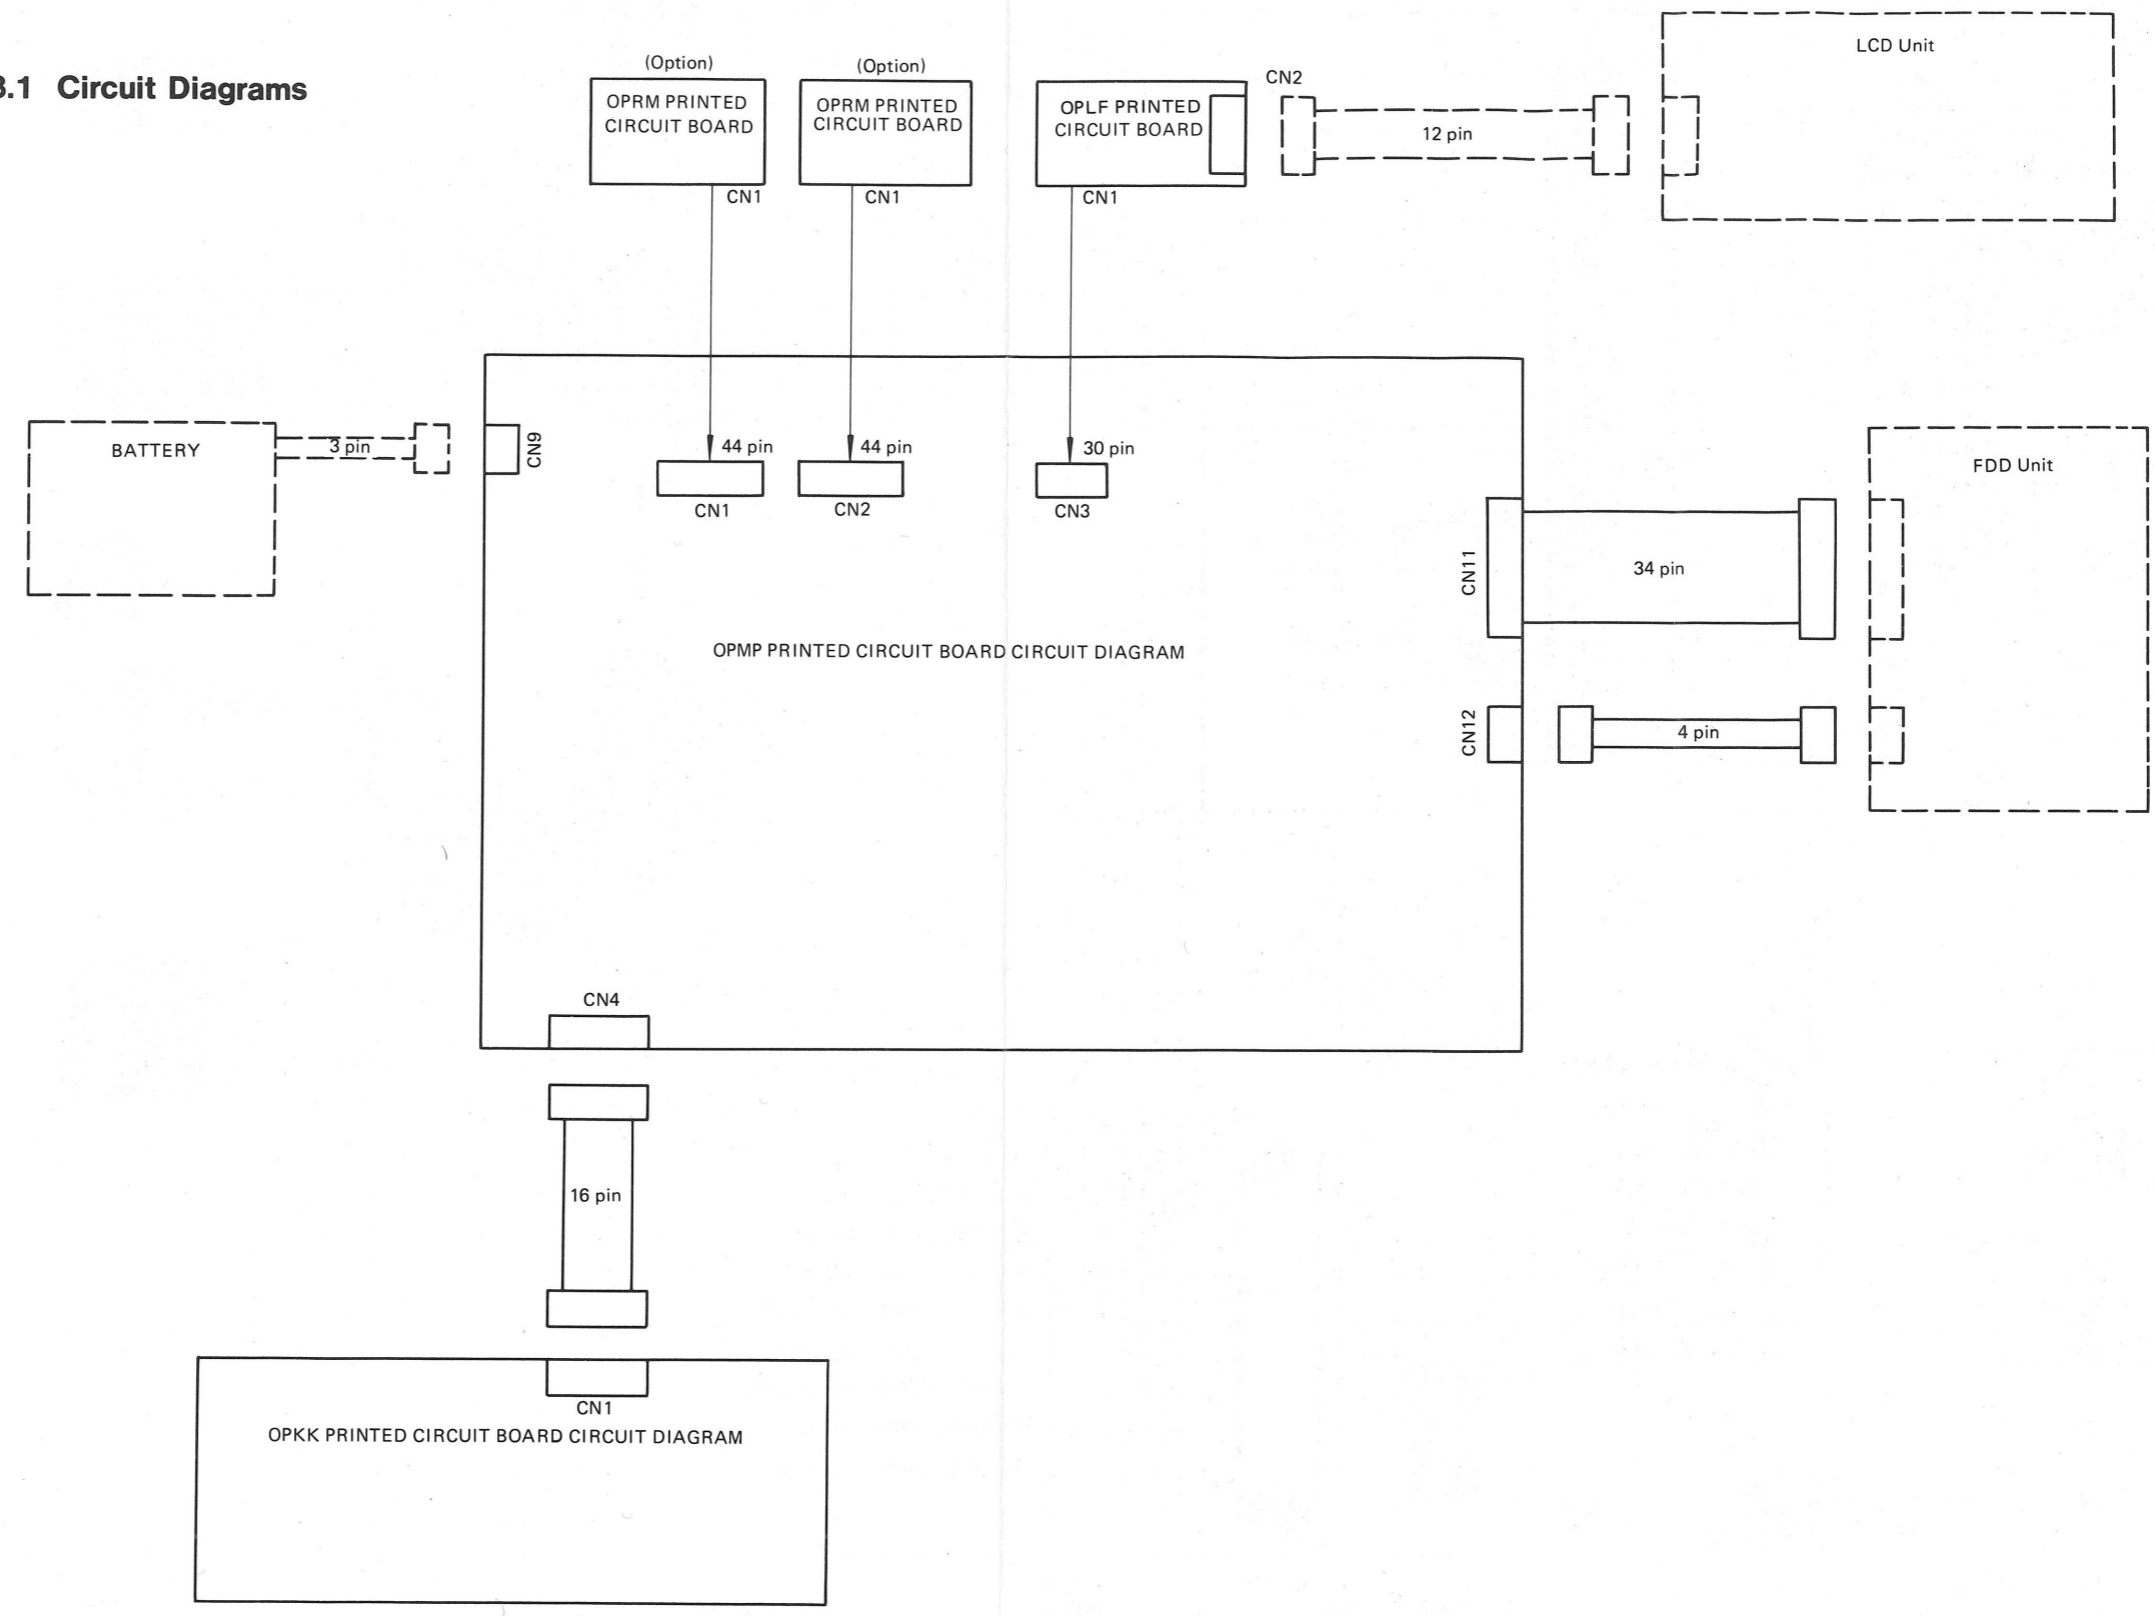 .1 Circuit Diagrams
(Option)
OPRM PRINTED
CIRCUIT BOARD
CN1
(Option)
OPRM PRINTED
CIRCUIT BOARD
CN1
OPLF PRINTED
CIRCUIT BOARD
CN1
CN2
12 pin
LCD Unit
BATTERY
3 pin
CN9
44 pin
CN1
44 pin
CN2
30 pin
CN3
CN11
34 pin
FDD Unit
OPMP PRINTED CIRCUIT BOARD CIRCUIT DIAGRAM
CN12
4 pin
CN4
16 pin
CN1
OPKK PRINTED CIRCUIT BOARD CIRCUIT DIAGRAM